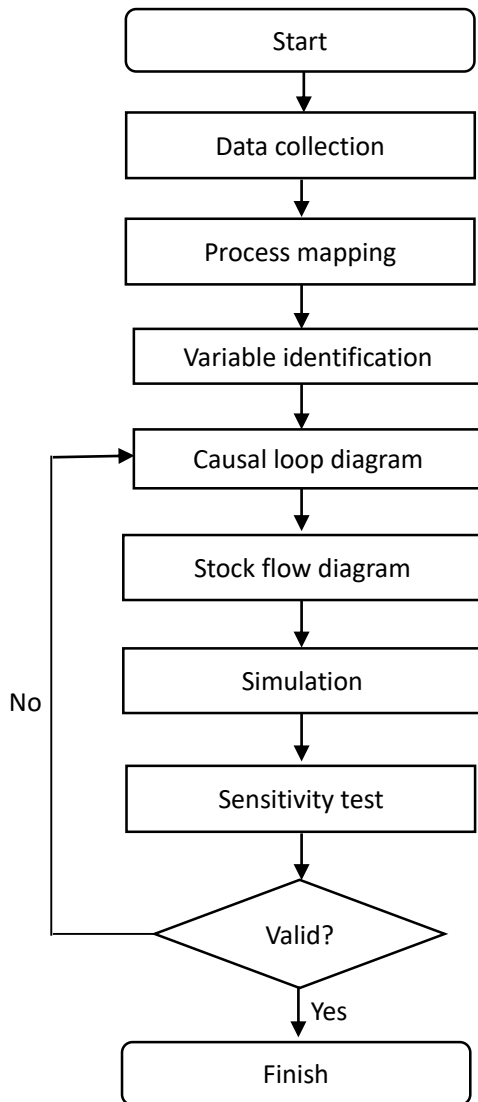 Start
Data collection
Process mapping
Variable identification
Causal loop diagram
Stock flow diagram
Simulation
No
Sensitivity test
Valid?
Yes
Finish